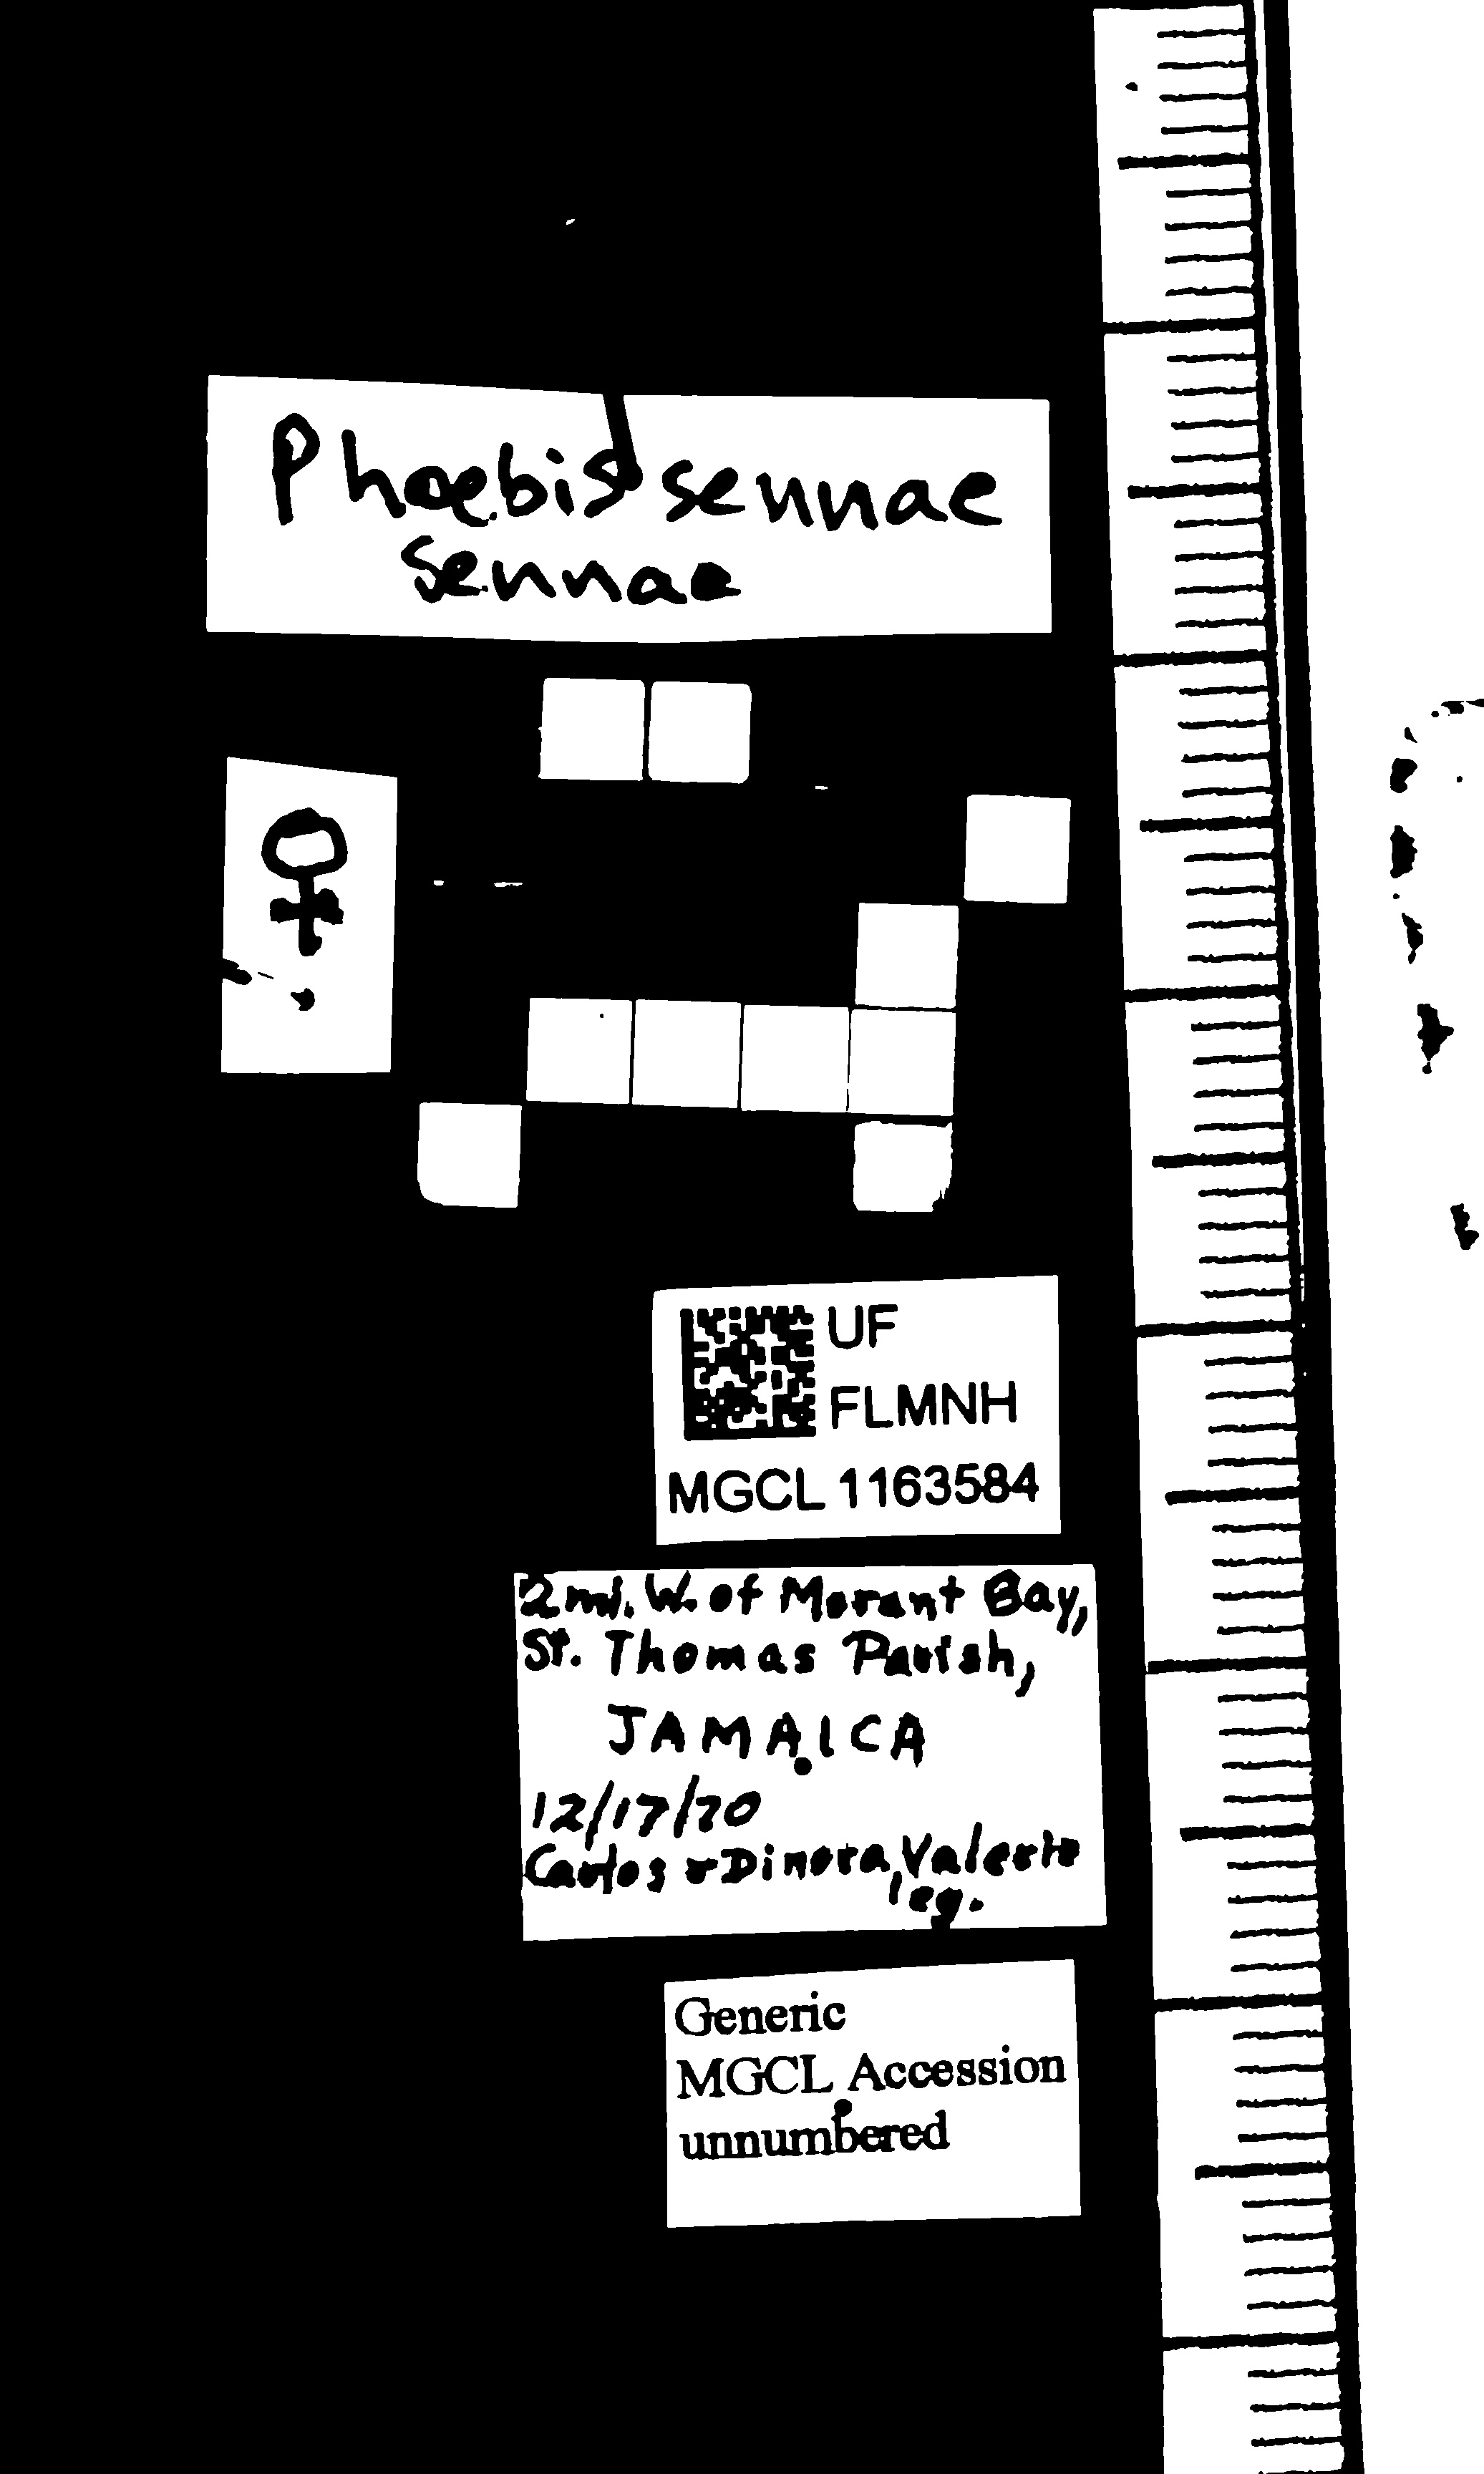 Phoebis sennae
sennae
♀
UF
FLMNH
MGCL 1163584
2 mi. W. of Morant Bay,
St. Thomas Parish,
JAMAICA
12/17/70
Carlos & Dinora
leg.
Generic
MGCL Accession
unnumbered